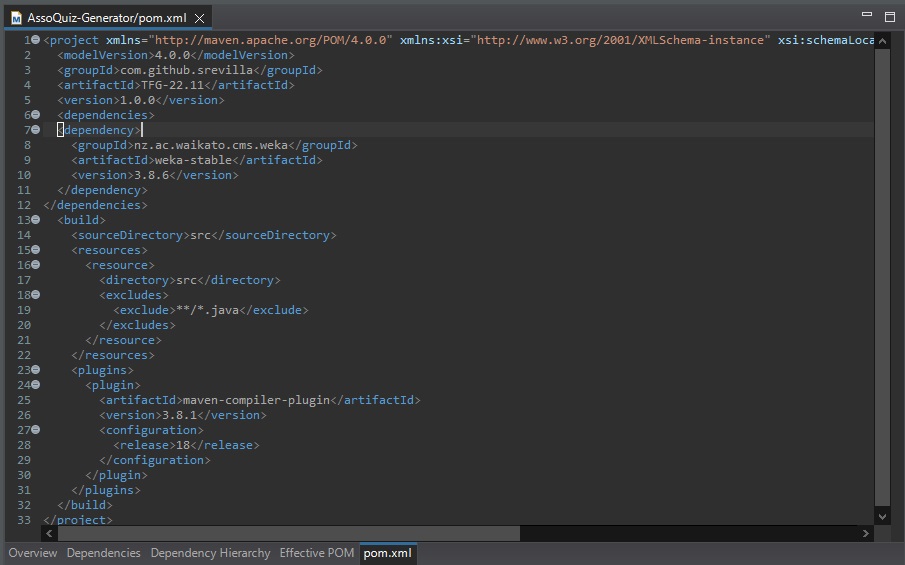 AssoQuiz-Generator/pom.xml
1 <project xmlns="http://maven.apache.org/POM/4.0.0" xmlns:xsi="http://www.w3.org/2001/XMLSchema-instance" xsi:schemaLoca
2 <modelVersion>4.0.0</modelVersion>
3 <groupId>com.github.srevilla</groupId>
4 <artifactId>TFG-22.11</artifactId>
5 <version>1.0.0</version>
6 <dependencies>
7 <dependency>
8 <groupId>nz.ac.waikato.cms.weka</groupId>
9 <artifactId>weka-stable</artifactId>
10 <version>3.8.6</version>
11 </dependency>
12 </dependencies>
13 <build>
14 <sourceDirectory>src</sourceDirectory>
15 <resources>
16 <resource>
17 <directory>src</directory>
18 <excludes>
19 <exclude>**/*.java</exclude>
20 </excludes>
21 </resource>
22 </resources>
23 <plugins>
24 <plugin>
25 <artifactId>maven-compiler-plugin</artifactId>
26 <version>3.8.1</version>
27 <configuration>
28 <release>18</release>
29 </configuration>
30 </plugin>
31 </plugins>
32 </build>
33 </project>
Overview Dependencies Dependency Hierarchy Effective POM pom.xml